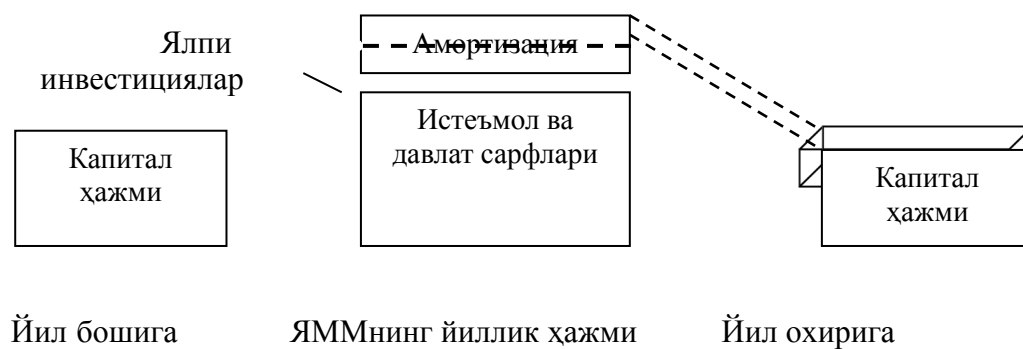 Ялпи
инвестициялар
Амортизация
Истеъмол ва
давлат сарфлари
Капитал
ҳажми
Капитал
ҳажми
Йил бошига
ЯММнинг йиллик ҳажми
Йил охирига